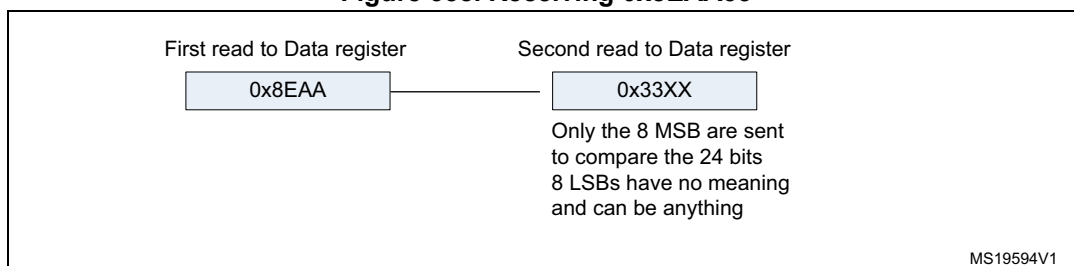 First read to Data register
Second read to Data register
0x8EAA
0x33XX
Only the 8 MSB are sent
to compare the 24 bits
8 LSBs have no meaning
and can be anything
MS19594V1